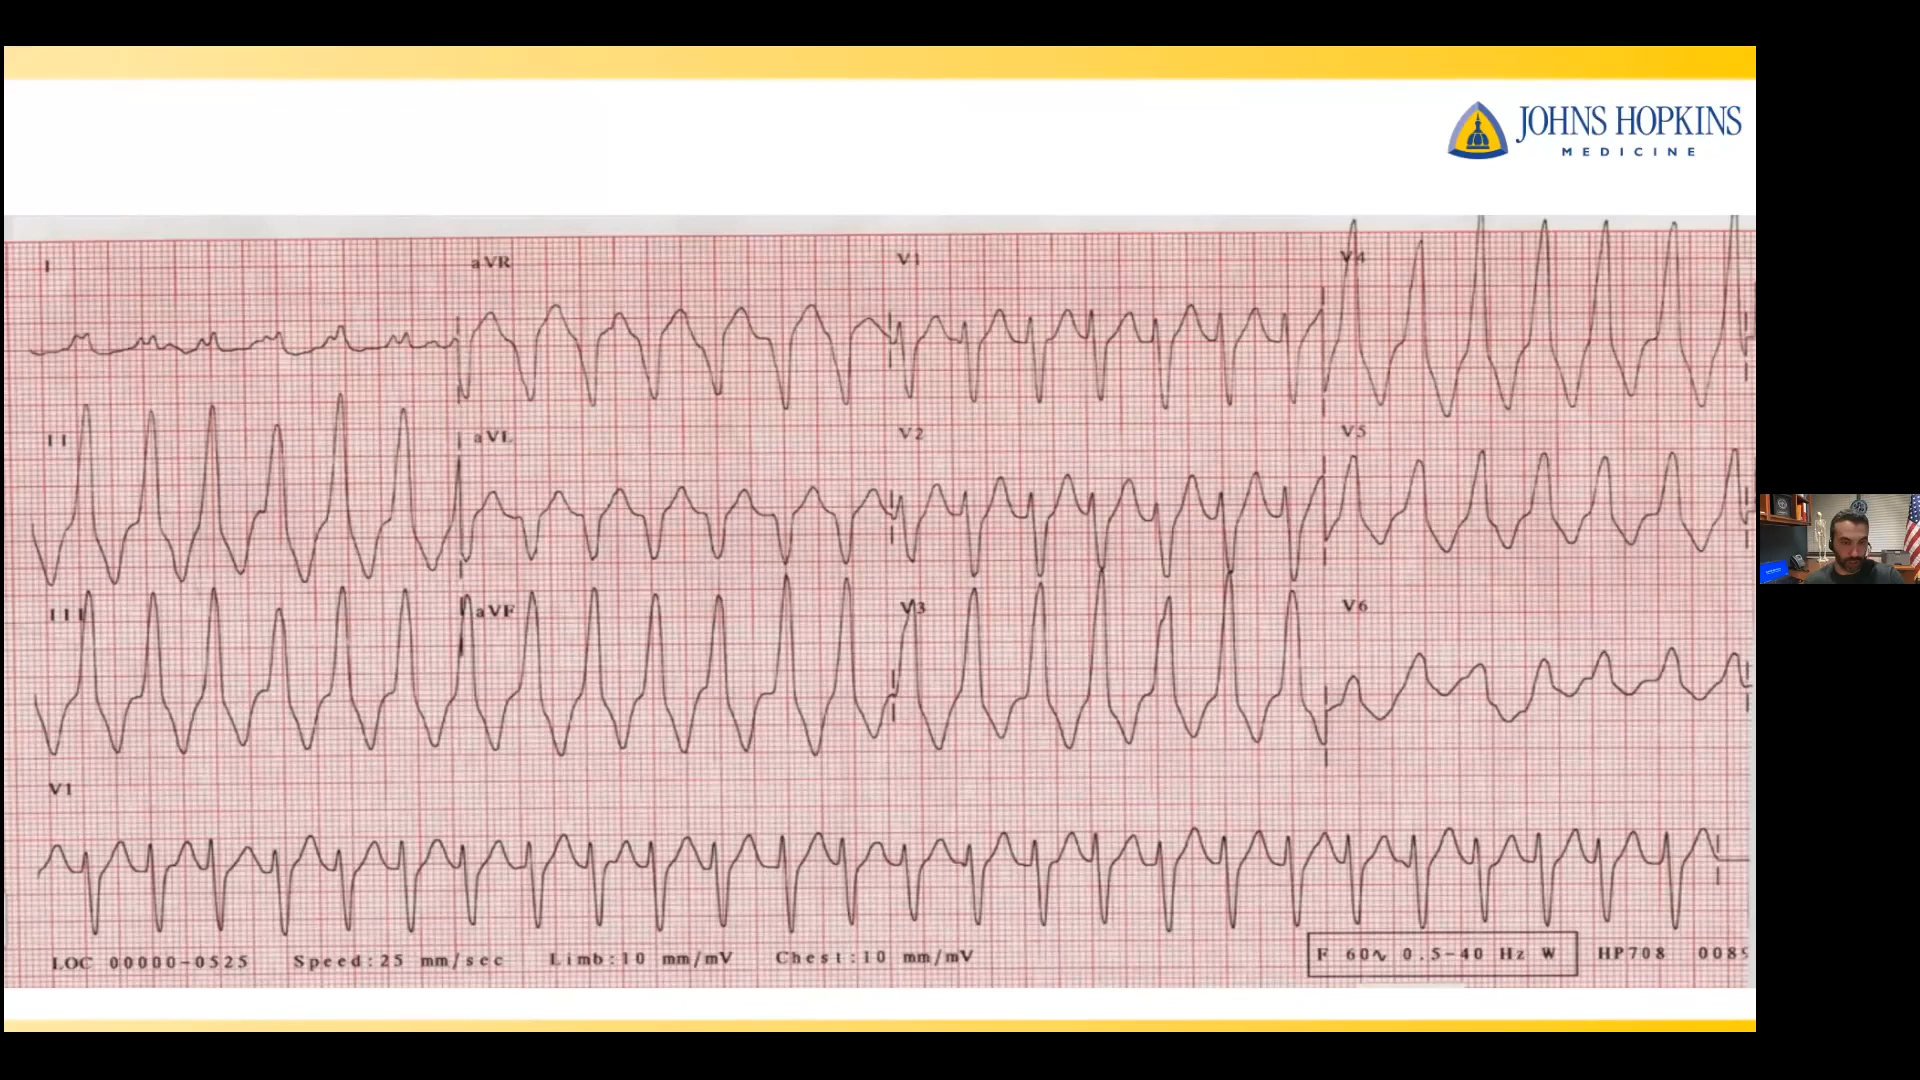 JOHNS HOPKINS
MEDICINE
I aVR V1 V4
II aVL V2 V5
III aVF V3 V6
V1
LOC 00000-0525 Speed:25 mm/sec Limb:10 mm/mV Chest:10 mm/mV F 60∿ 0.5-40 Hz W HP708